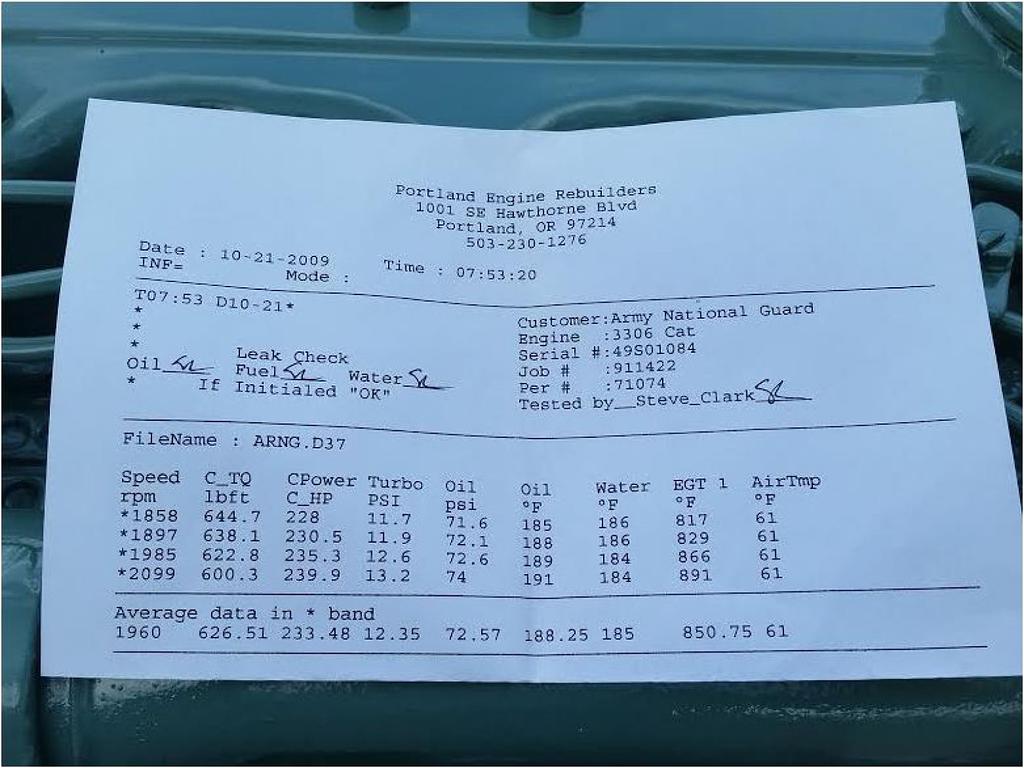 Portland Engine Rebuilders
1001 SE Hawthorne Blvd
Portland, OR 97214
503-230-1276
Date : 10-21-2009 Time : 07:53:20
INF= Mode :
T07:53 D10-21*
*
*
*
Leak Check
Oil SC Fuel SC Water SC
* If Initialed "OK"
Customer:Army National Guard
Engine :3306 Cat
Serial #:49S01084
Job # :911422
Per # :71074
Tested by__Steve_Clark SC
FileName : ARNG.D37
Speed C_TQ CPower Turbo Oil Oil Water EGT 1 AirTmp
rpm lbft C_HP PSI psi °F °F °F °F
*1858 644.7 228 11.7 71.6 185 186 817 61
*1897 638.1 230.5 11.9 72.1 188 186 829 61
*1985 622.8 235.3 12.6 72.6 189 184 866 61
*2099 600.3 239.9 13.2 74 191 184 891 61
Average data in * band
1960 626.51 233.48 12.35 72.57 188.25 185 850.75 61